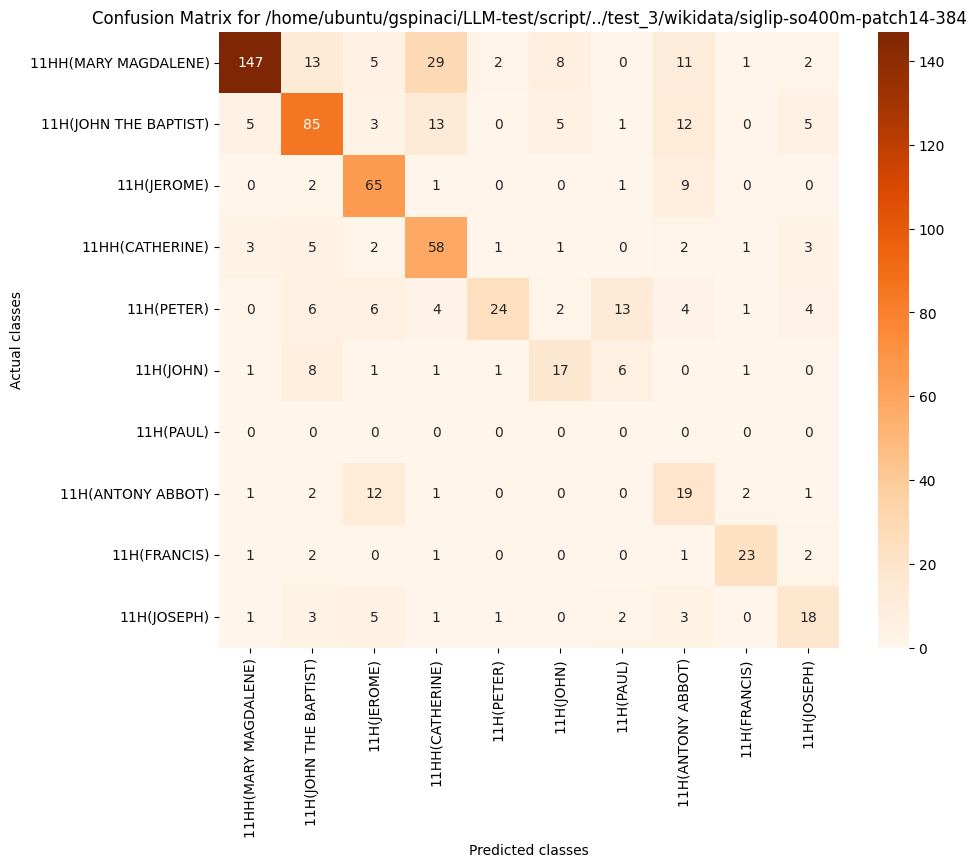 Confusion Matrix for /home/ubuntu/gspinaci/LLM-test/script/../test_3/wikidata/siglip-so400m-patch14-384
11HH(MARY MAGDALENE) 147 13 5 29 2 8 0 11 1 2
11H(JOHN THE BAPTIST) 5 85 3 13 0 5 1 12 0 5
11H(JEROME) 0 2 65 1 0 0 1 9 0 0
11HH(CATHERINE) 3 5 2 58 1 1 0 2 1 3
11H(PETER) 0 6 6 4 24 2 13 4 1 4
11H(JOHN) 1 8 1 1 1 17 6 0 1 0
11H(PAUL) 0 0 0 0 0 0 0 0 0 0
11H(ANTONY ABBOT) 1 2 12 1 0 0 0 19 2 1
11H(FRANCIS) 1 2 0 1 0 0 0 1 23 2
11H(JOSEPH) 1 3 5 1 1 0 2 3 0 18
Actual classes
11HH(MARY MAGDALENE)
11H(JOHN THE BAPTIST)
11H(JEROME)
11HH(CATHERINE)
11H(PETER)
11H(JOHN)
11H(PAUL)
11H(ANTONY ABBOT)
11H(FRANCIS)
11H(JOSEPH)
Predicted classes
140
120
100
80
60
40
20
0